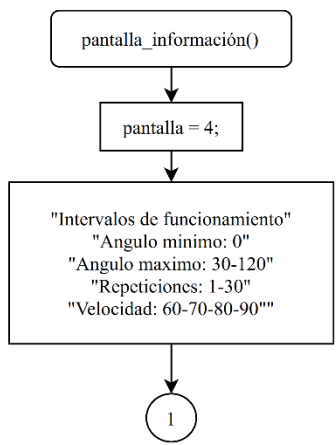 pantalla_información()
pantalla = 4;
"Intervalos de funcionamiento"
"Angulo minimo: 0"
"Angulo maximo: 30-120"
"Repeticiones: 1-30"
"Velocidad: 60-70-80-90""
1